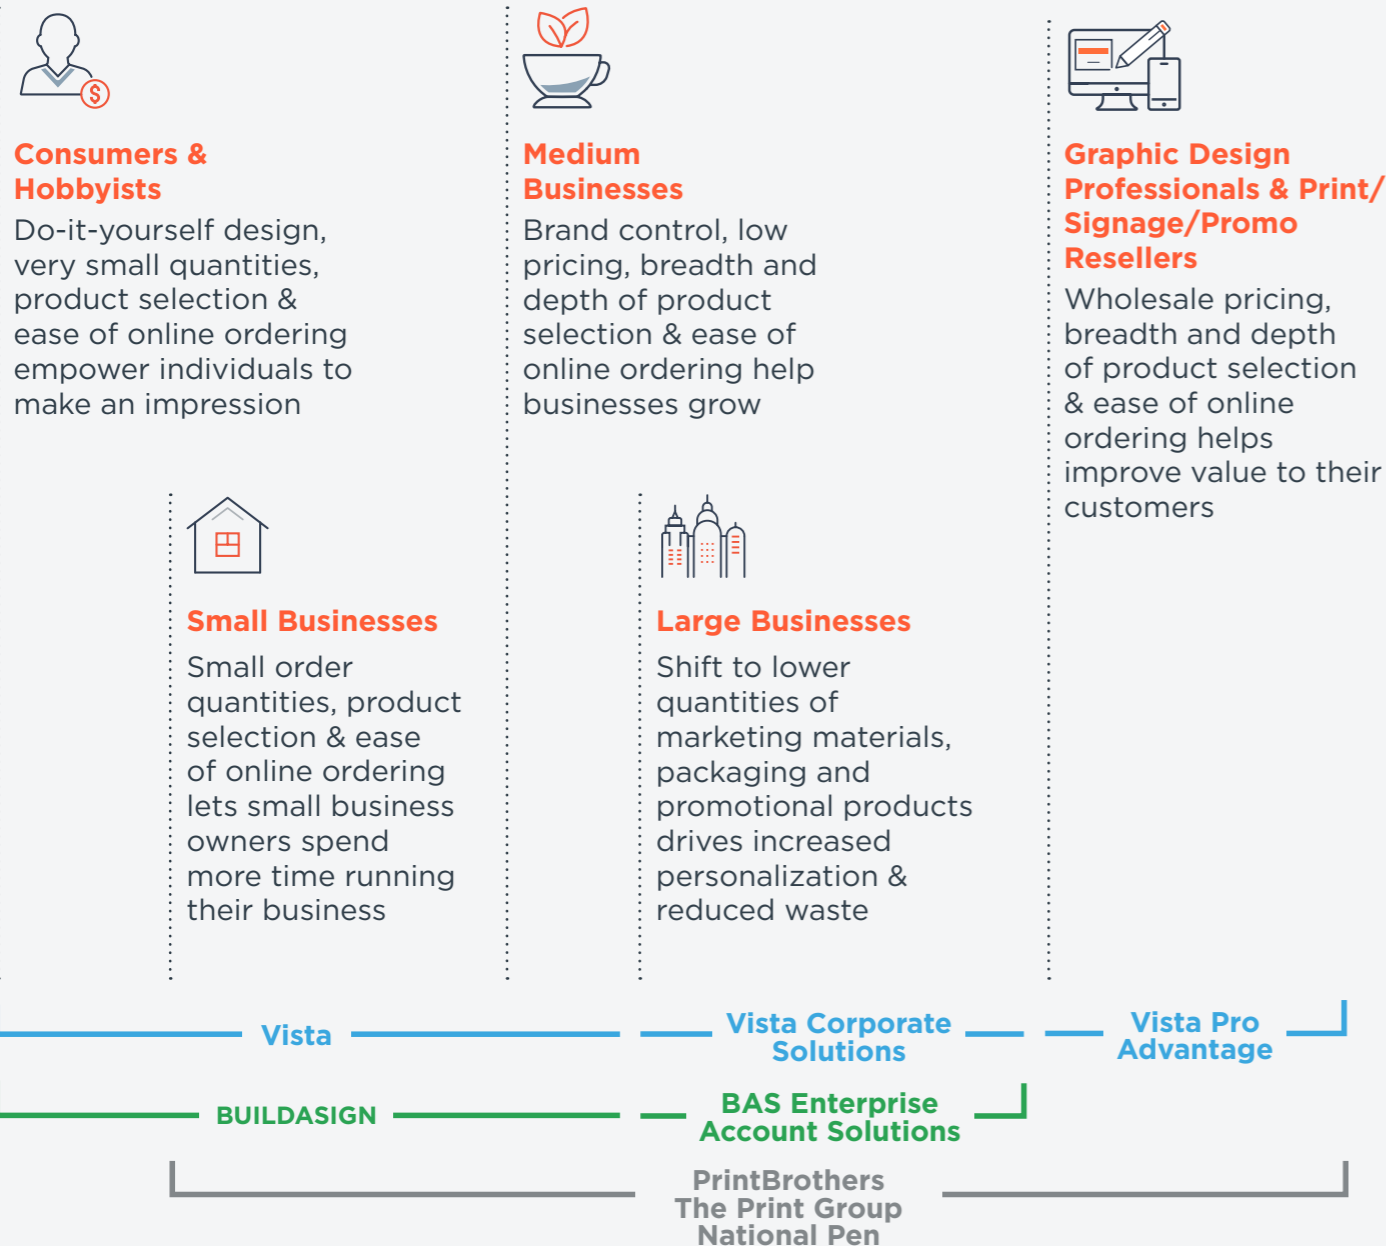 Consumers &
Hobbyists
Do-it-yourself design,
very small quantities,
product selection &
ease of online ordering
empower individuals to
make an impression
Medium
Businesses
Brand control, low
pricing, breadth and
depth of product
selection & ease of
online ordering help
businesses grow
Graphic Design
Professionals & Print/
Signage/Promo
Resellers
Wholesale pricing,
breadth and depth
of product selection
& ease of online
ordering helps
improve value to their
customers
Small Businesses
Small order
quantities, product
selection & ease
of online ordering
lets small business
owners spend
more time running
their business
Large Businesses
Shift to lower
quantities of
marketing materials,
packaging and
promotional products
drives increased
personalization &
reduced waste
Vista
Vista Corporate
Solutions
Vista Pro
Advantage
BUILDASIGN
BAS Enterprise
Account Solutions
PrintBrothers
The Print Group
National Pen